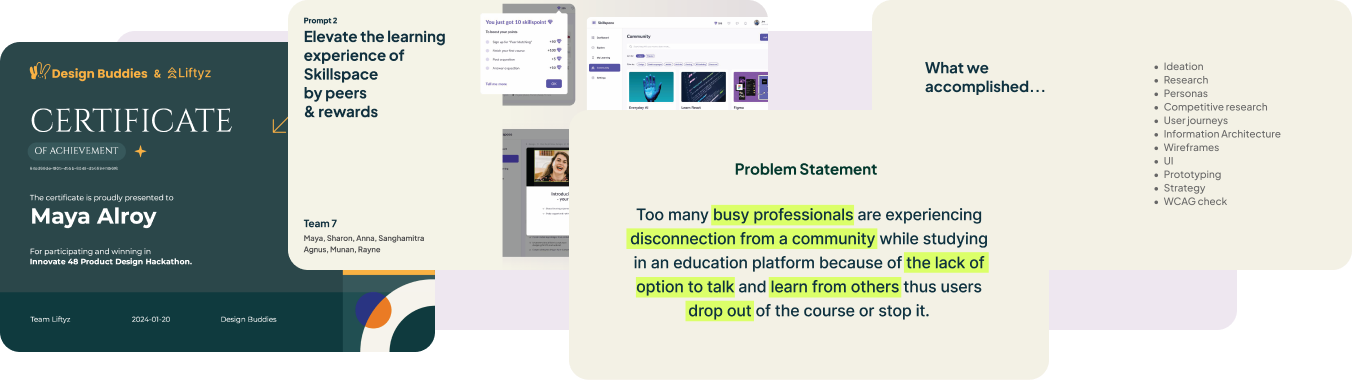 Design Buddies & Liftyz
CERTIFICATE
OF ACHIEVEMENT
The certificate is proudly presented to
Maya Alroy
For participating and winning in
Innovate 48 Product Design Hackathon.
Team Liftyz
2024-01-20
Design Buddies
Prompt 2
Elevate the learning
experience of
Skillspace
by peers
& rewards
Team 7
Maya, Sharon, Anna, Sanghamitra
Agnus, Munan, Rayne
You just got 10 skillspoint
Skillspace
Community
Problem Statement
Too many busy professionals are experiencing
disconnection from a community while studying
in an education platform because of the lack of
option to talk and learn from others thus users
drop out of the course or stop it.
What we
accomplished...
Ideation
Research
Personas
Competitive research
User journeys
Information Architecture
Wireframes
UI
Prototyping
Strategy
WCAG check